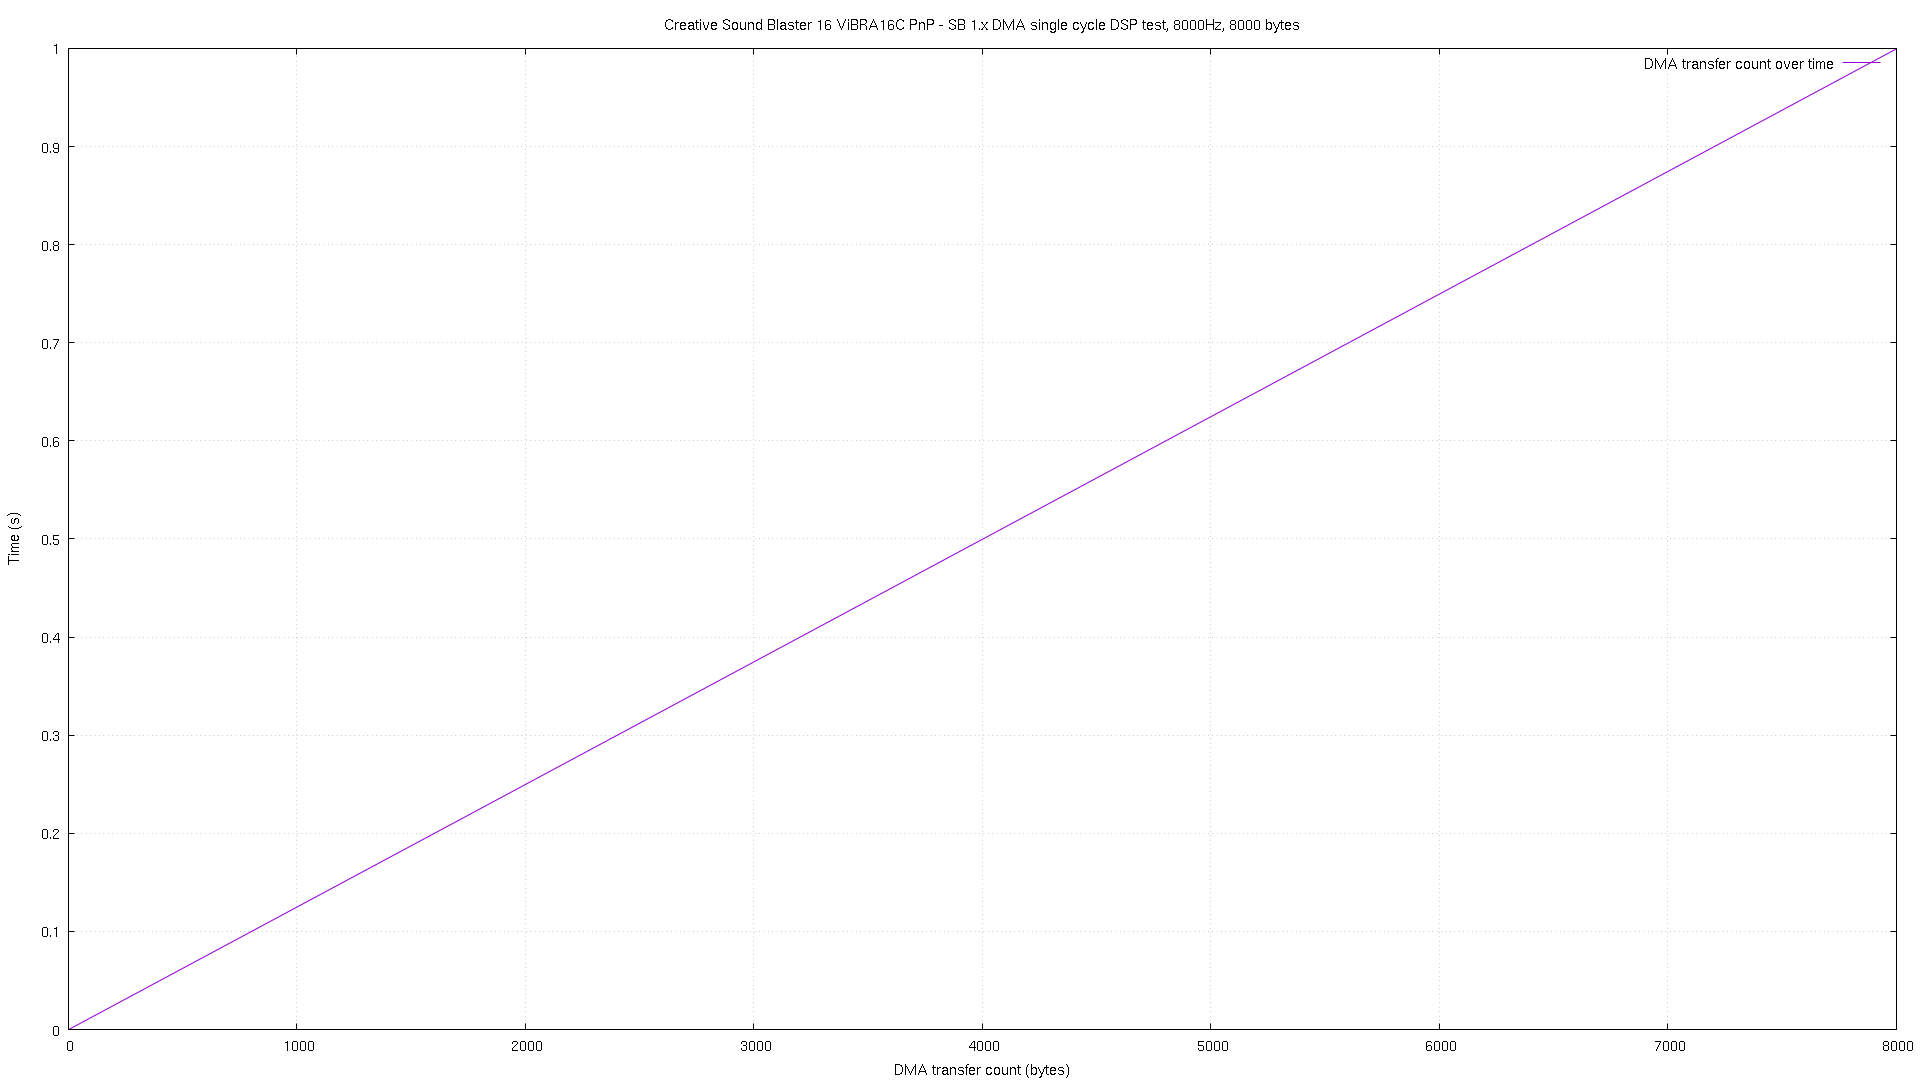 Creative Sound Blaster 16 ViBRA16C PnP - SB 1.x DMA single cycle DSP test, 8000Hz, 8000 bytes
DMA transfer count over time
1
0.9
0.8
0.7
0.6
0.5
0.4
0.3
0.2
0.1
0
Time (s)
0 1000 2000 3000 4000 5000 6000 7000 8000
DMA transfer count (bytes)